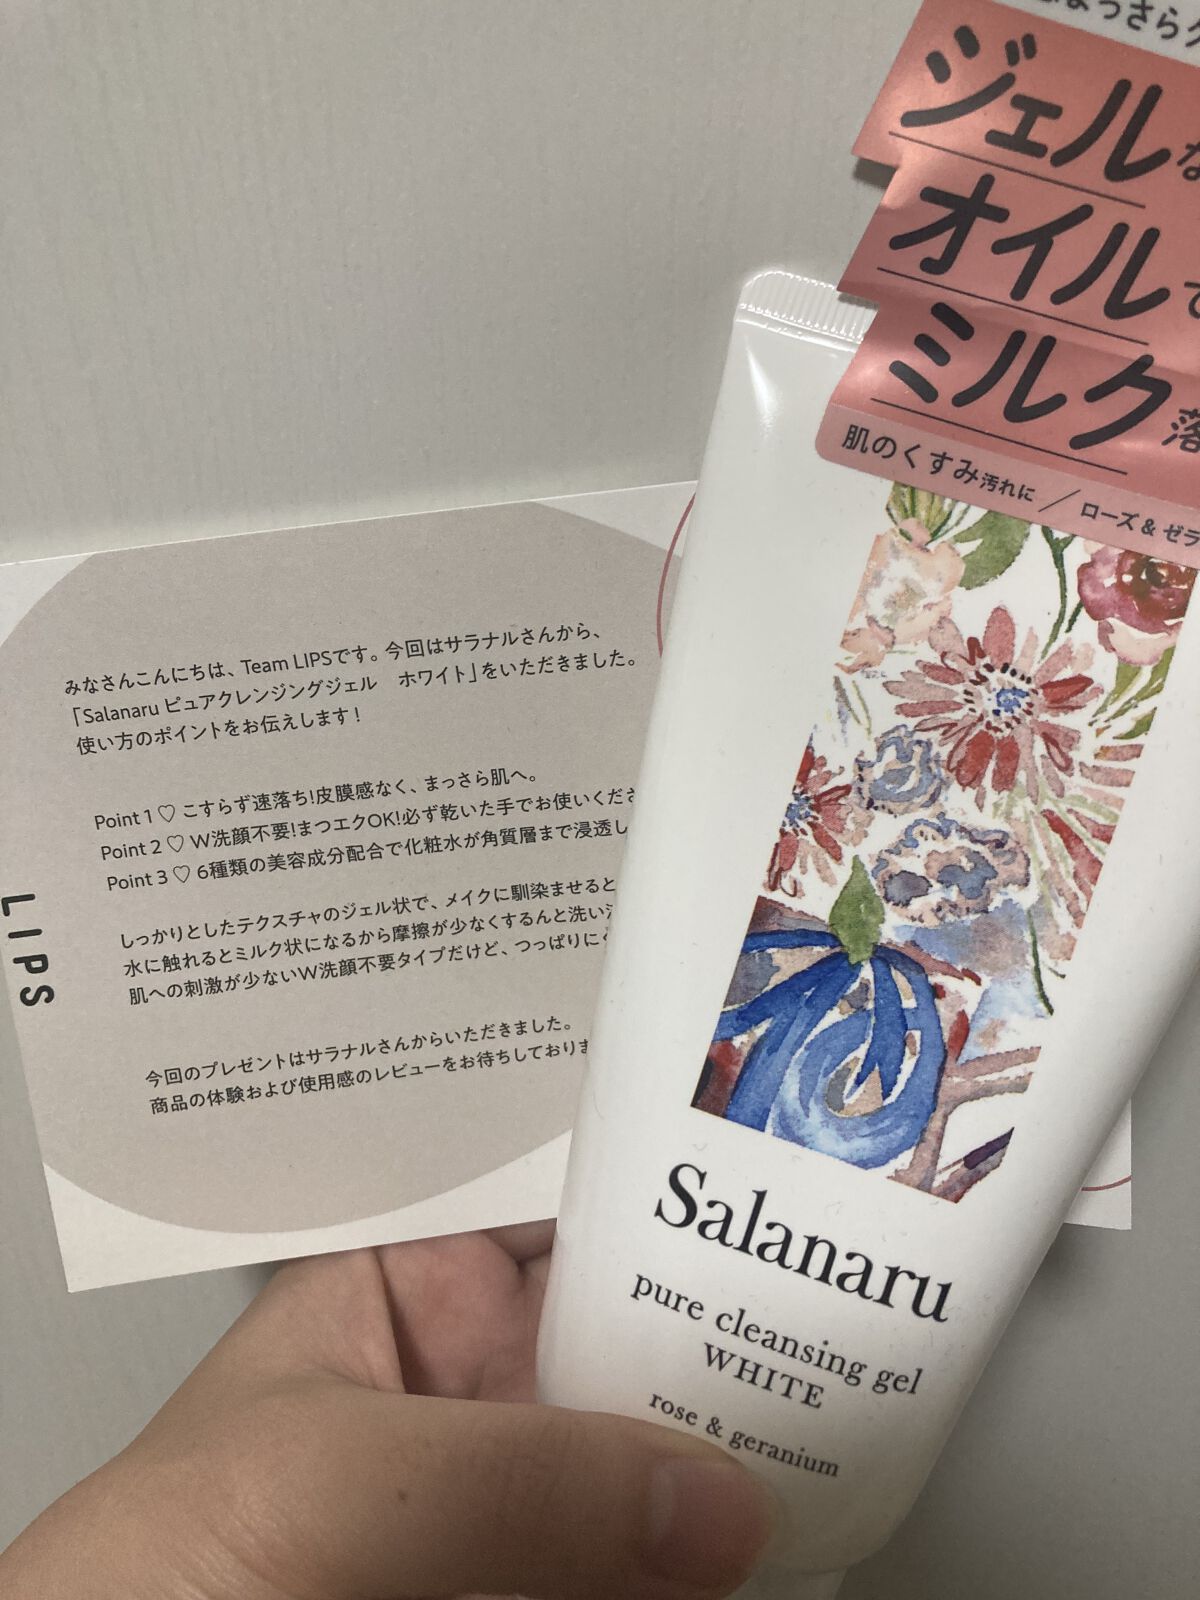 まっさら
ジェル
オイル
ミルク
肌のくすみ汚れに / ローズ & ゼラ
みなさんこんにちは、Team LIPSです。今回はサラナルさんから、
「Salanaru ピュアクレンジングジェル ホワイト」をいただきました。
使い方のポイントをお伝えします！
Point 1 ♡ こすらず速落ち!皮膜感なく、まっさら肌へ。
Point 2 ♡ W洗顔不要!まつエクOK!必ず乾いた手でお使いくださ
Point 3 ♡ 6種類の美容成分配合で化粧水が角質層まで浸透し
しっかりとしたテクスチャのジェル状で、メイクに馴染ませると
水に触れるとミルク状になるから摩擦が少なくするんと洗い
肌への刺激が少ないW洗顔不要タイプだけど、つっぱりに
今回のプレゼントはサラナルさんからいただきました。
商品の体験および使用感のレビューをお待ちしておりま
LIPS
Salanaru
pure cleansing gel
WHITE
rose & geranium